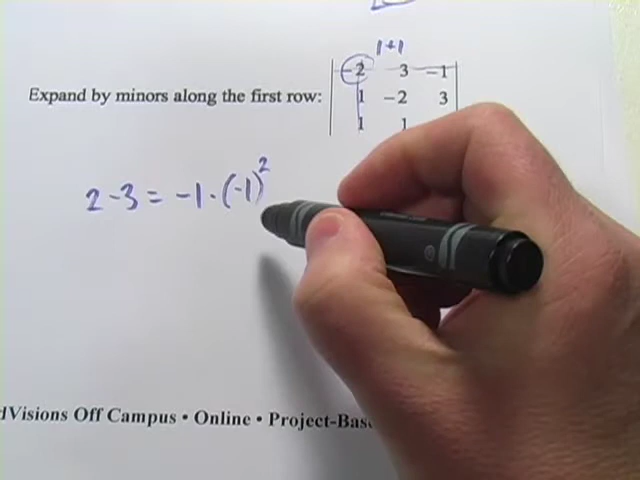 1+1
Expand by minors along the first row: | -2 3 -1 |
1 -2 3
1 1
2-3 = -1 · (-1)²
dVisions Off Campus • Online • Project-Bas